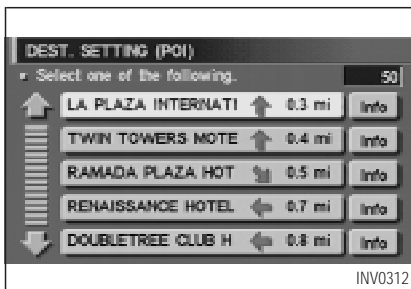 DEST. SETTING (POI)
Select one of the following. 50
LA PLAZA INTERNATI 0.3 mi Info
TWIN TOWERS MOTE 0.4 mi Info
RAMADA PLAZA HOT 0.5 mi Info
RENAISSANCE HOTEL 0.7 mi Info
DOUBLETREE CLUB H 0.8 mi Info
INV0312